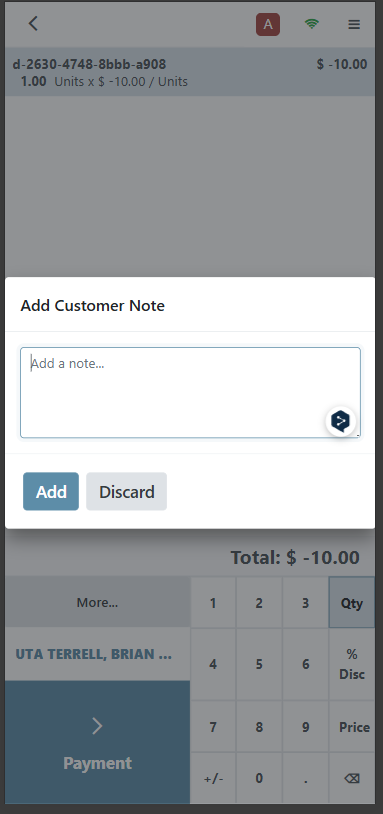 A
d-2630-4748-8bbb-a908 $ -10.00
1.00 Units x $ -10.00 / Units
Add Customer Note
Add a note...
Add Discard
Total: $ -10.00
More... 1 2 3 Qty
UTA TERRELL, BRIAN ... 4 5 6 % Disc
Payment 7 8 9 Price
+/- 0 .